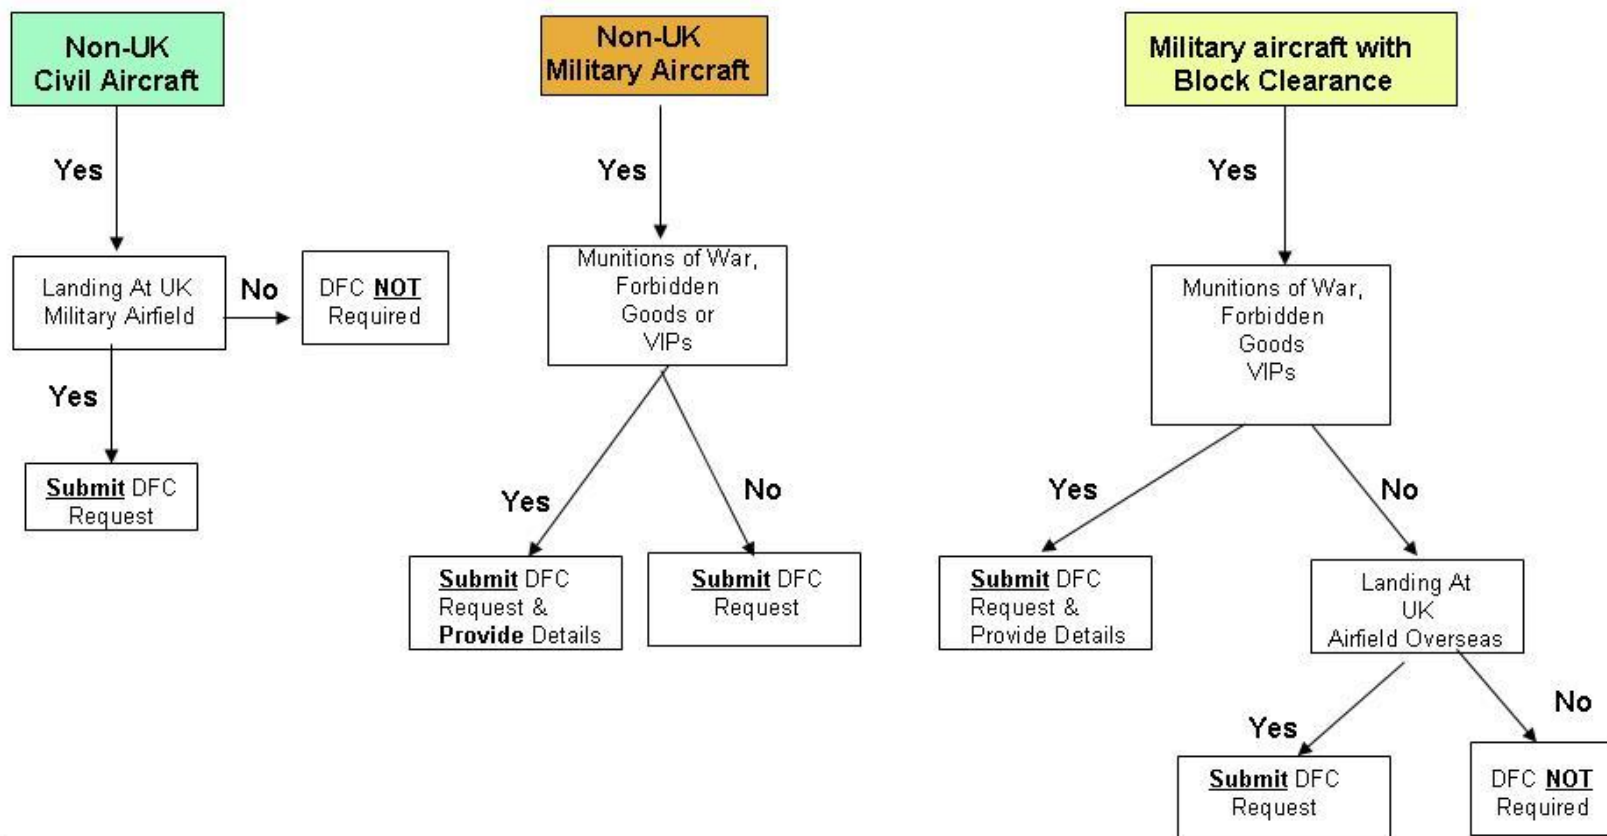 Non-UK
Civil Aircraft
Yes
Landing At UK
Military Airfield
No
DFC NOT
Required
Yes
Submit DFC
Request
Non-UK
Military Aircraft
Yes
Munitions of War,
Forbidden
Goods or
VIPs
Yes
No
Submit DFC
Request &
Provide Details
Submit DFC
Request
Military aircraft with
Block Clearance
Yes
Munitions of War,
Forbidden
Goods
VIPs
Yes
No
Submit DFC
Request &
Provide Details
Landing At
UK
Airfield Overseas
Yes
No
Submit DFC
Request
DFC NOT
Required